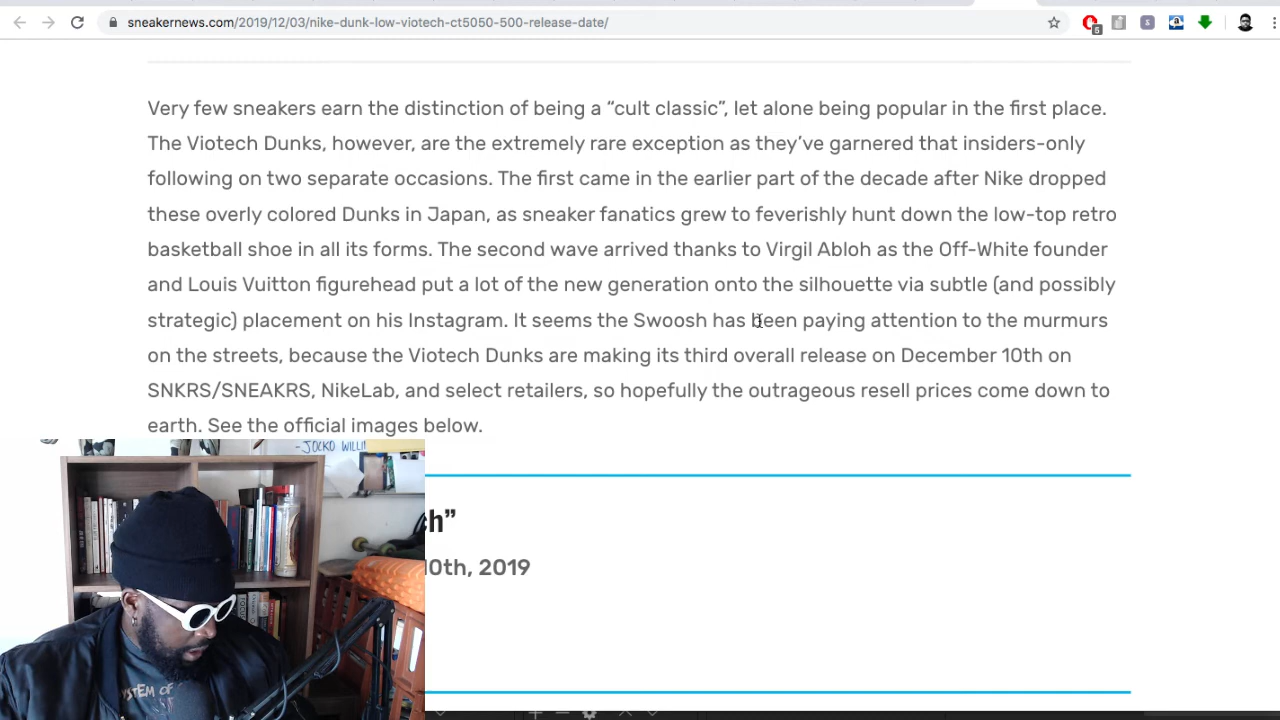 sneakernews.com/2019/12/03/nike-dunk-low-viotech-ct5050-500-release-date/
5
Very few sneakers earn the distinction of being a “cult classic”, let alone being popular in the first place.
The Viotech Dunks, however, are the extremely rare exception as they’ve garnered that insiders-only
following on two separate occasions. The first came in the earlier part of the decade after Nike dropped
these overly colored Dunks in Japan, as sneaker fanatics grew to feverishly hunt down the low-top retro
basketball shoe in all its forms. The second wave arrived thanks to Virgil Abloh as the Off-White founder
and Louis Vuitton figurehead put a lot of the new generation onto the silhouette via subtle (and possibly
strategic) placement on his Instagram. It seems the Swoosh has been paying attention to the murmurs
on the streets, because the Viotech Dunks are making its third overall release on December 10th on
SNKRS/SNEAKRS, NikeLab, and select retailers, so hopefully the outrageous resell prices come down to
earth. See the official images below.
- JOCKO WILLI
ch”
10th, 2019
SYSTEM OF